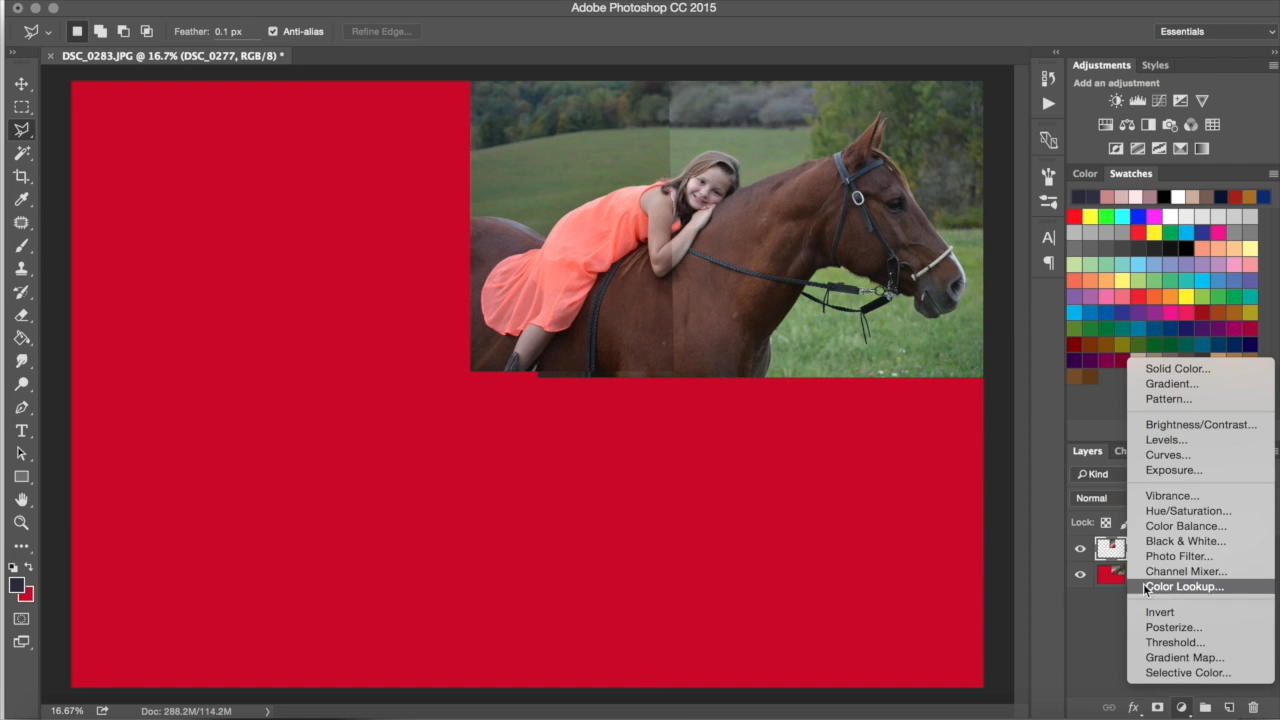 Adobe Photoshop CC 2015
Feather: 0.1 px
Anti-alias
Refine Edge...
Essentials
DSC_0283.JPG @ 16.7% (DSC_0277, RGB/8) *
Adjustments Styles
Add an adjustment
Color Swatches
Solid Color...
Gradient...
Pattern...
Brightness/Contrast...
Levels...
Curves...
Exposure...
Vibrance...
Hue/Saturation...
Color Balance...
Black & White...
Photo Filter...
Channel Mixer...
Color Lookup...
Invert
Posterize...
Threshold...
Gradient Map...
Selective Color...
Layers Ch
Kind
Normal
Lock:
fx
16.67% Doc: 288.2M/114.2M